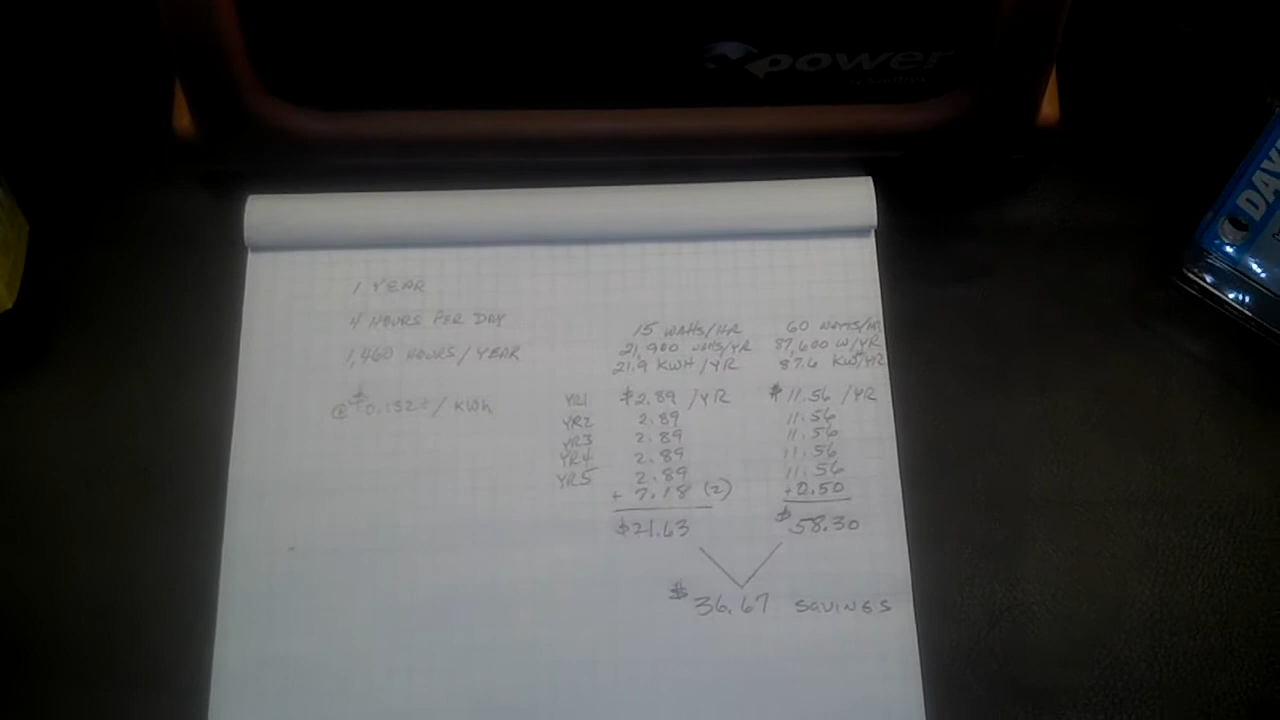 power
DAY
1 YEAR
4 HOURS PER DAY
1,460 HOURS / YEAR
@ $0.132¢ / KWh
15 WATTS/HR
21,900 WATTS/YR
21.9 KWH / YR
60 WATTS/HR
87,600 W/YR
87.6 KW/YR
YR1 $2.89 / YR $11.56 / YR
YR2 2.89 11.56
YR3 2.89 11.56
YR4 2.89 11.56
YR5 2.89 11.56
+ 7.18 (2) +0.50
$21.63 $58.30
$36.67 SAVINGS